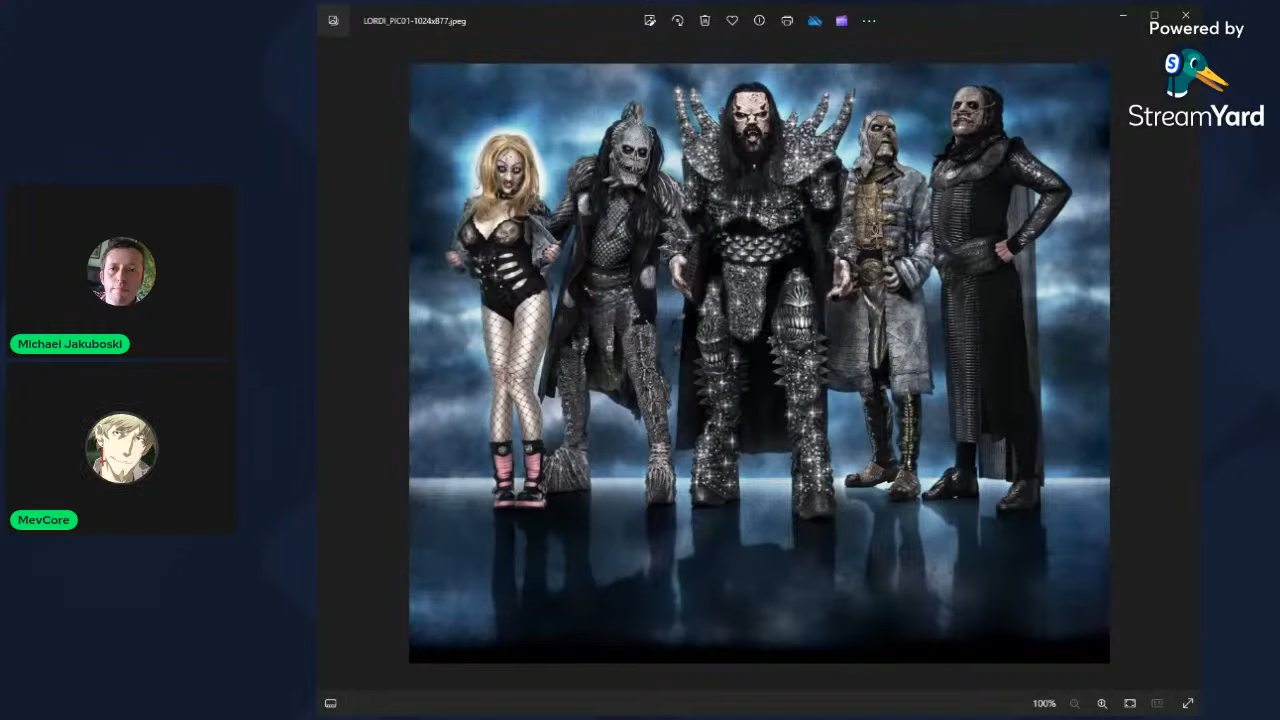 LORDI_PIC01-1024x877.jpeg
Powered by
S
StreamYard
Michael Jakuboski
MevCore
100%